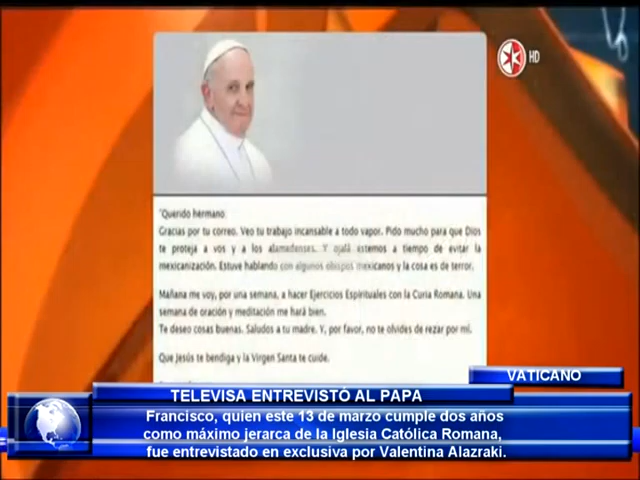 HD
"Querido hermano
Gracias por tu correo. Veo tu trabajo incansable a todo vapor. Pido mucho para que Dios
te proteja a vos y a los alamedenses. Y ojalá estemos a tiempo de evitar la
mexicanización. Estuve hablando con algunos obispos mexicanos y la cosa es de terror.
Mañana me voy, por una semana, a hacer Ejercicios Espirituales con la Curia Romana. Una
semana de oración y meditación me hará bien.
Te deseo cosas buenas. Saludos a tu madre. Y, por favor, no te olvides de rezar por mí.
Que Jesús te bendiga y la Virgen Santa te cuide.
VATICANO
TELEVISA ENTREVISTÓ AL PAPA
Francisco, quien este 13 de marzo cumple dos años
como máximo jerarca de la Iglesia Católica Romana,
fue entrevistado en exclusiva por Valentina Alazraki.